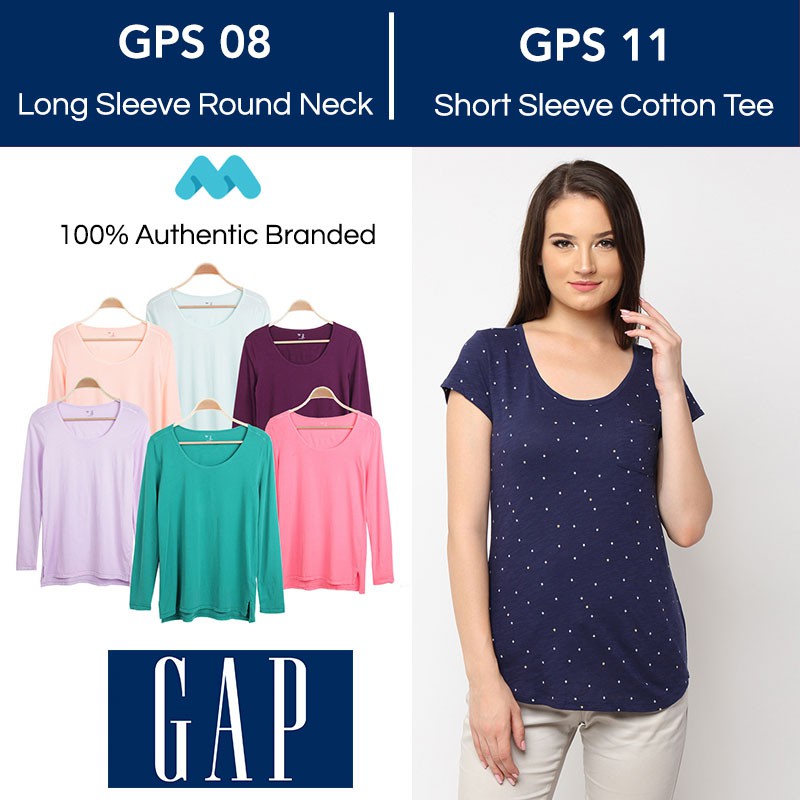 GPS 08
Long Sleeve Round Neck
GPS 11
Short Sleeve Cotton Tee
100% Authentic Branded
GAP